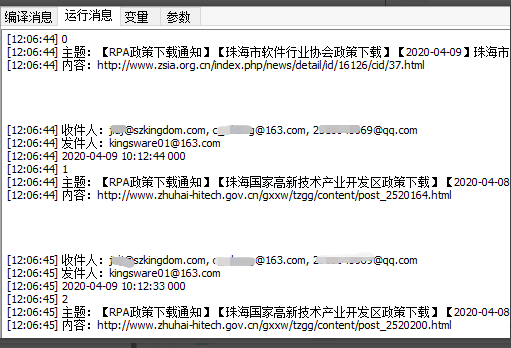 编译消息 运行消息 变量 参数
[12:06:44] 0
[12:06:44] 主题：【RPA政策下载通知】【珠海市软件行业协会政策下载】【2020-04-09】珠海市
[12:06:44] 内容：http://www.zsia.org.cn/index.php/news/detail/id/16126/cid/37.html
[12:06:44] 收件人：@szkingdom.com, @163.com, @qq.com
[12:06:44] 发件人：kingsware01@163.com
[12:06:44] 2020-04-09 10:12:44 000
[12:06:44] 1
[12:06:44] 主题：【RPA政策下载通知】【珠海国家高新技术产业开发区政策下载】【2020-04-08
[12:06:44] 内容：http://www.zhuhai-hitech.gov.cn/gxxw/tzgg/content/post_2520164.html
[12:06:45] 收件人：@szkingdom.com, @163.com, @qq.com
[12:06:45] 发件人：kingsware01@163.com
[12:06:45] 2020-04-09 10:12:33 000
[12:06:45] 2
[12:06:45] 主题：【RPA政策下载通知】【珠海国家高新技术产业开发区政策下载】【2020-04-08
[12:06:45] 内容：http://www.zhuhai-hitech.gov.cn/gxxw/tzgg/content/post_2520200.html